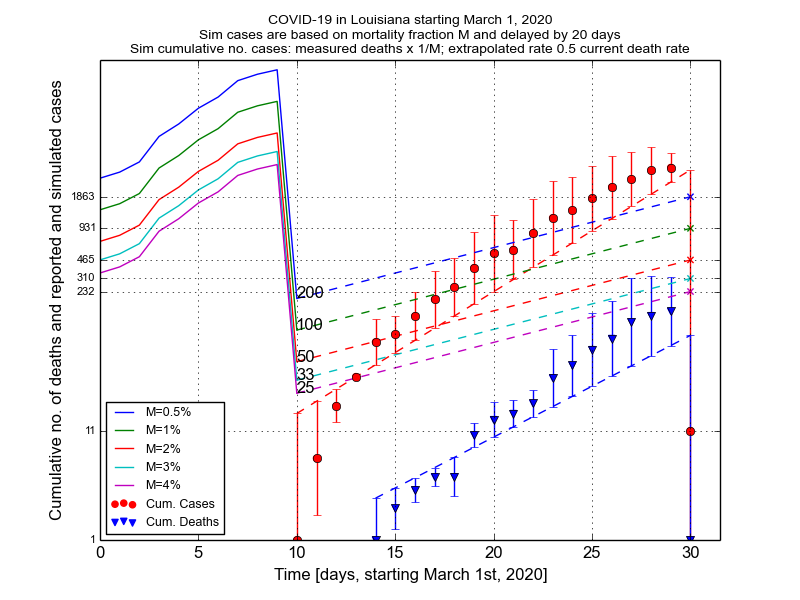 COVID-19 in Louisiana starting March 1, 2020
Sim cases are based on mortality fraction M and delayed by 20 days
Sim cumulative no. cases: measured deaths x 1/M; extrapolated rate 0.5 current death rate
Cumulative no. of deaths and reported and simulated cases
1863
931
465
310
232
11
1
200
100
50
33
25
M=0.5%
M=1%
M=2%
M=3%
M=4%
Cum. Cases
Cum. Deaths
0 5 10 15 20 25 30
Time [days, starting March 1st, 2020]